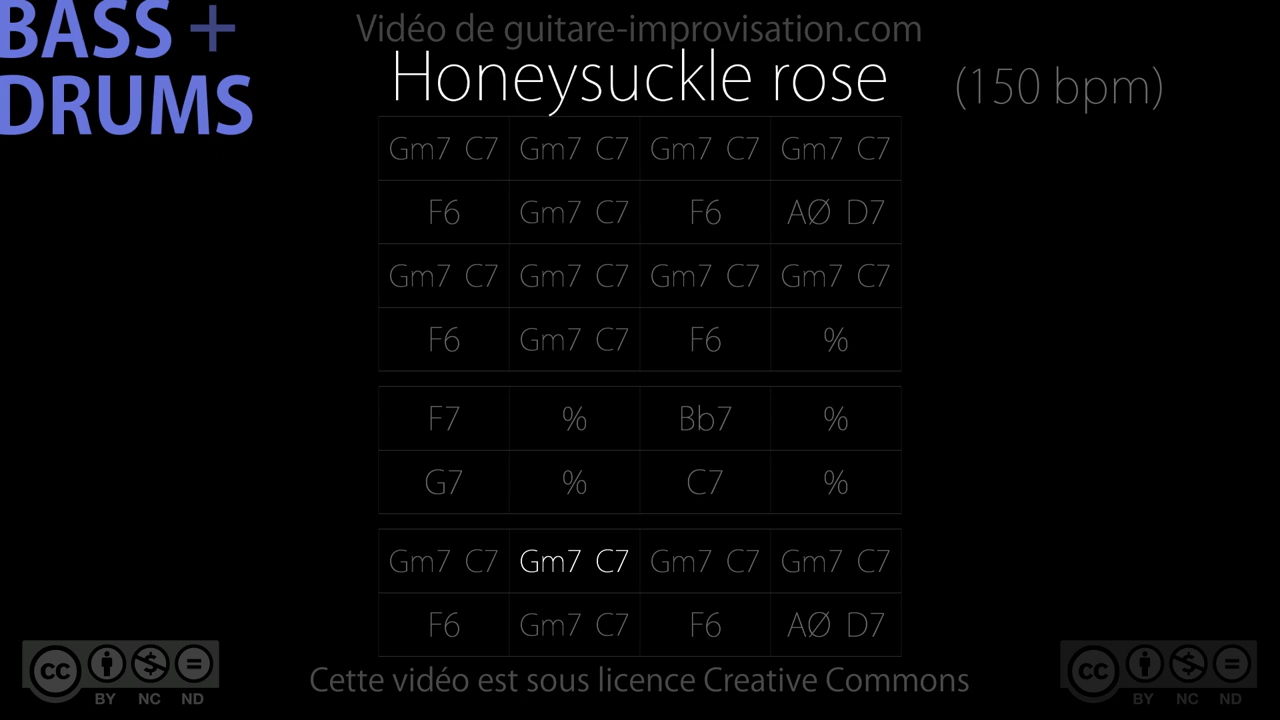 BASS +
DRUMS
Vidéo de guitare-improvisation.com
Honeysuckle rose (150 bpm)
Gm7 C7 Gm7 C7 Gm7 C7 Gm7 C7
F6 Gm7 C7 F6 AØ D7
Gm7 C7 Gm7 C7 Gm7 C7 Gm7 C7
F6 Gm7 C7 F6 %
F7 % Bb7 %
G7 % C7 %
Gm7 C7 Gm7 C7 Gm7 C7 Gm7 C7
F6 Gm7 C7 F6 AØ D7
Cette vidéo est sous licence Creative Commons
cc BY NC ND
cc BY NC ND